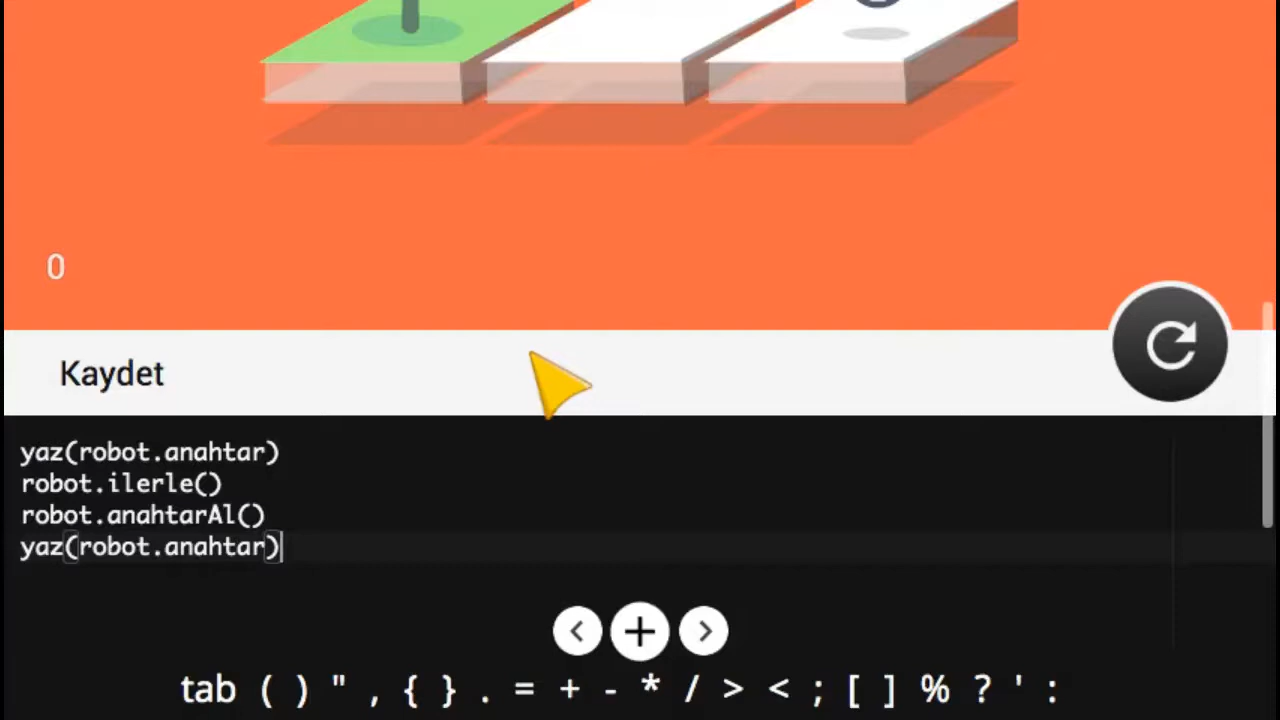 0
Kaydet
yaz(robot.anahtar)
robot.ilerle()
robot.anahtarAl()
yaz(robot.anahtar)
tab ( ) " , { } . = + - * / > < ; [ ] % ? ' :